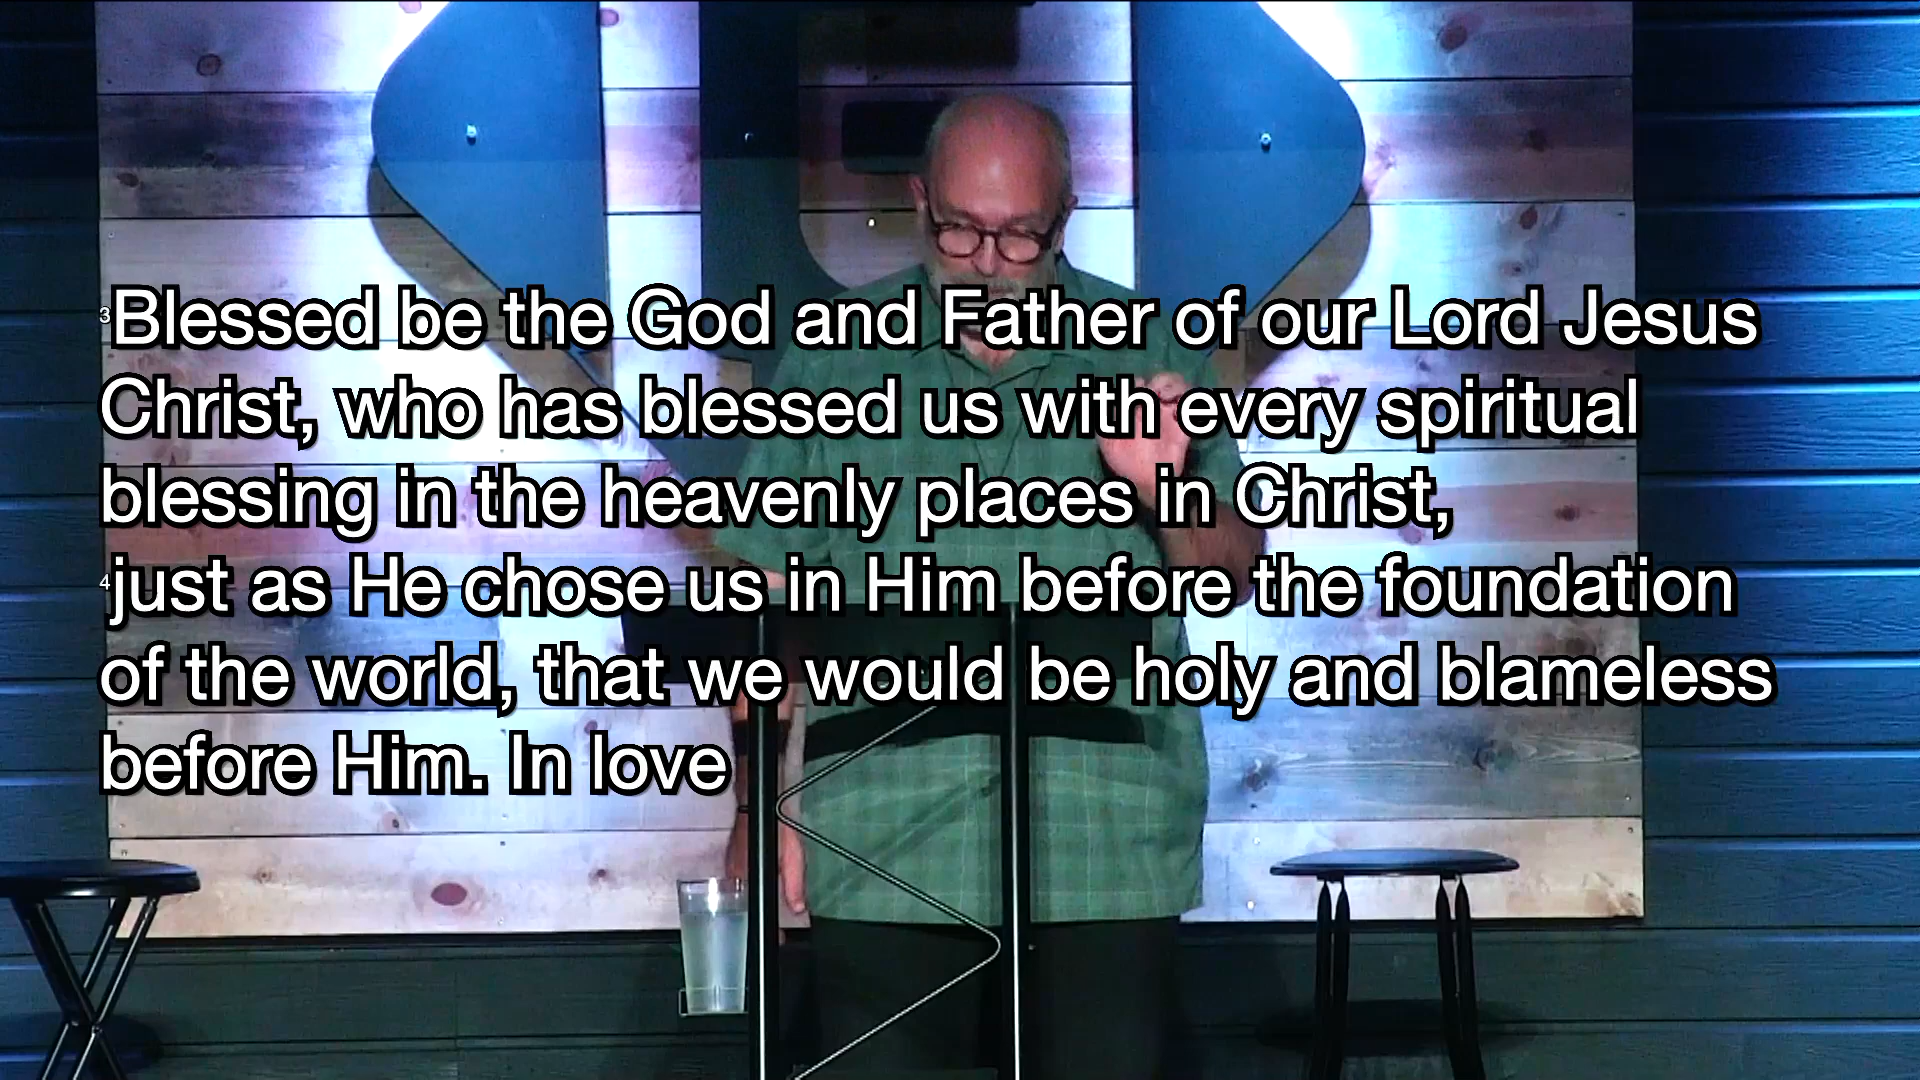 3Blessed be the God and Father of our Lord Jesus
Christ, who has blessed us with every spiritual
blessing in the heavenly places in Christ,
4just as He chose us in Him before the foundation
of the world, that we would be holy and blameless
before Him. In love